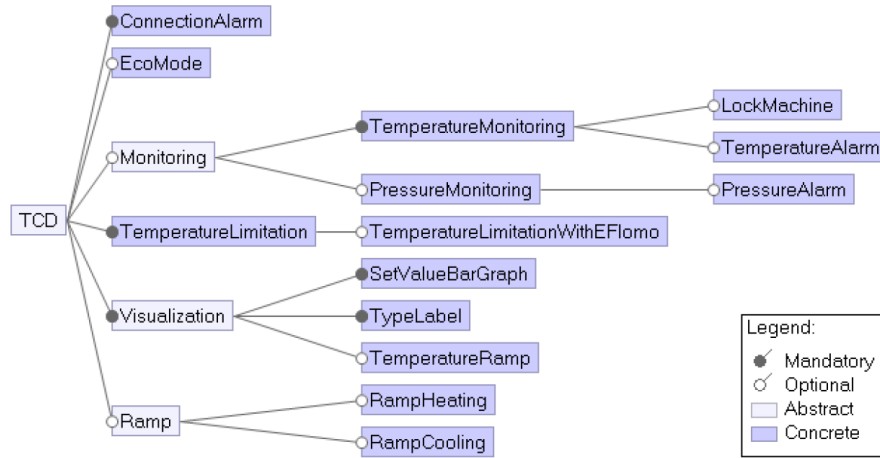 ConnectionAlarm
EcoMode
LockMachine
TemperatureMonitoring
TemperatureAlarm
Monitoring
PressureMonitoring
PressureAlarm
TCD
TemperatureLimitation
TemperatureLimitationWithEFlomo
SetValueBarGraph
Visualization
TypeLabel
TemperatureRamp
RampHeating
Ramp
RampCooling
Legend:
Mandatory
Optional
Abstract
Concrete